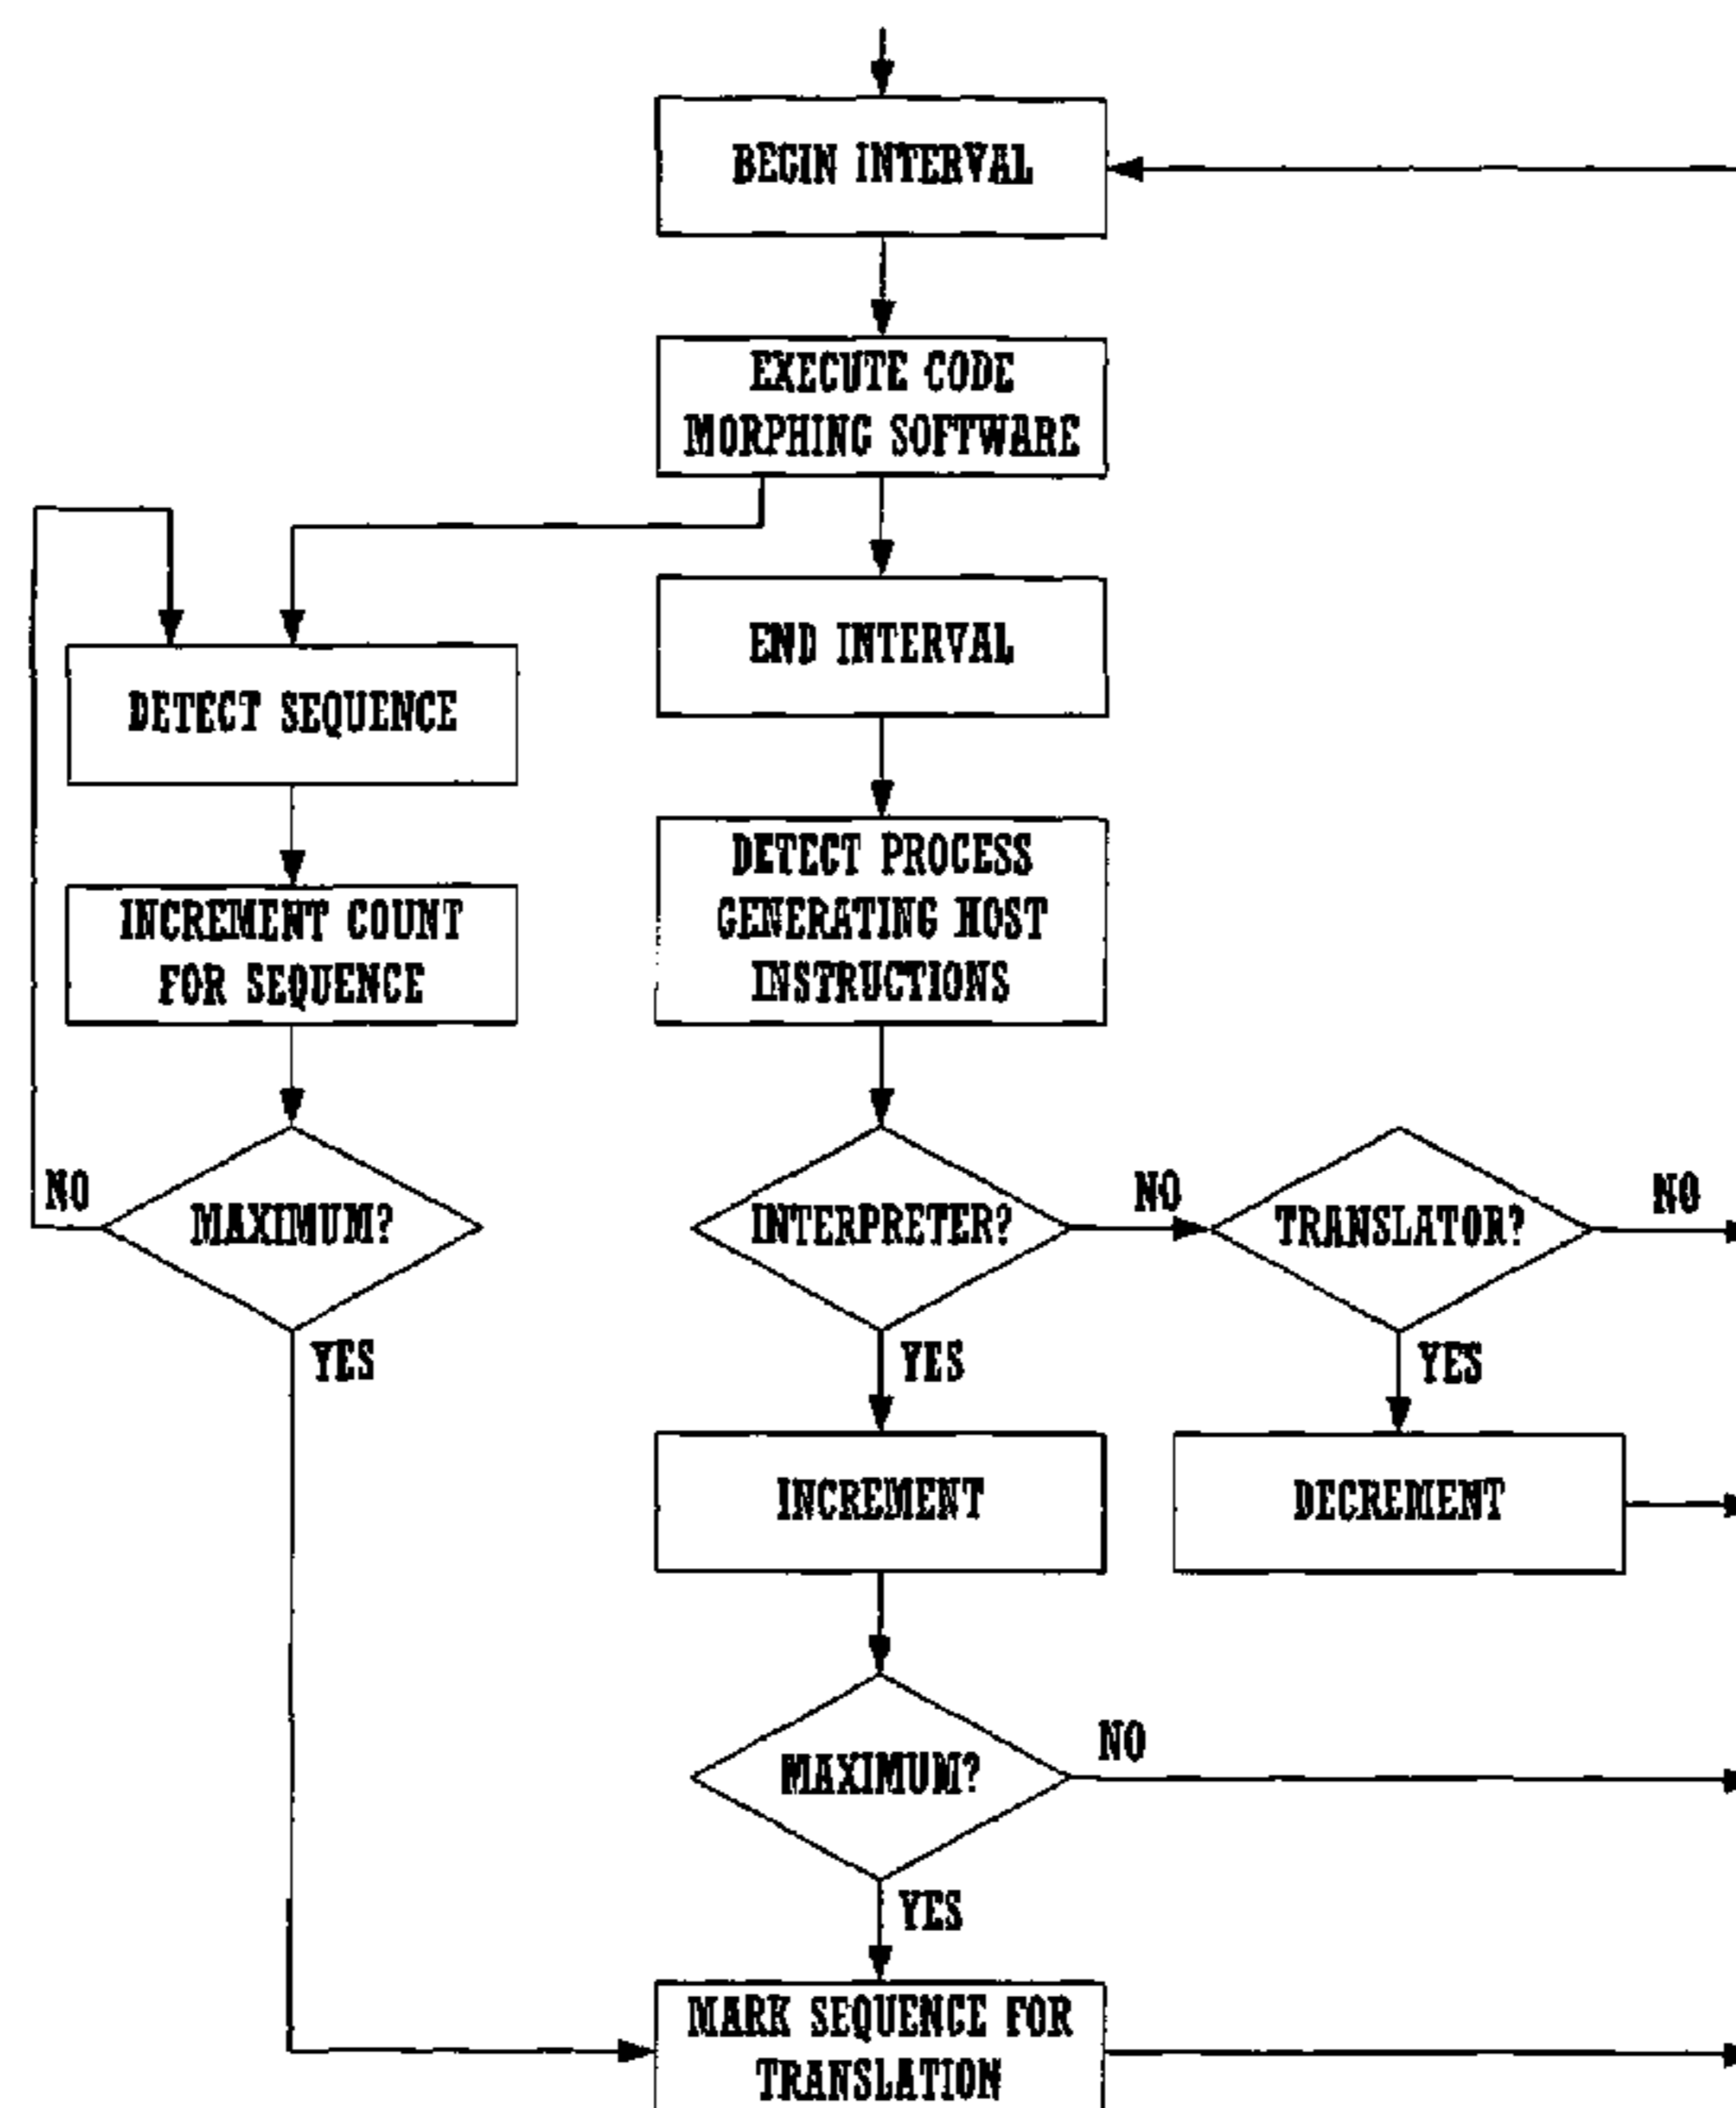 BEGIN INTERVAL
EXECUTE CODE
MORPHING SOFTWARE
END INTERVAL
DETECT SEQUENCE
DETECT PROCESS
GENERATING HOST
INSTRUCTIONS
INCREMENT COUNT
FOR SEQUENCE
NO
MAXIMUM?
YES
INTERPRETER?
NO
YES
TRANSLATOR?
NO
YES
INCREMENT
DECREMENT
MAXIMUM?
NO
YES
MARK SEQUENCE FOR
TRANSLATION